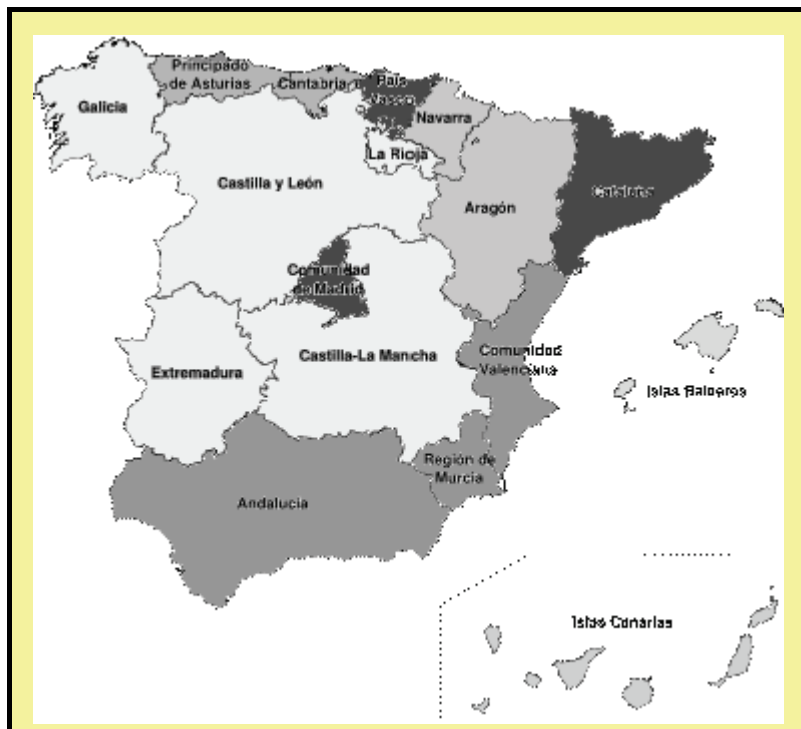 Principado
de Asturias
Cantabria
País
Vasco
Galicia
Navarra
La Rioja
Castilla y León
Cataluña
Aragón
Comunidad
de Madrid
Comunidad
Valenciana
Castilla-La Mancha
Extremadura
Islas Baleares
Región de
Murcia
Andalucia
Islas Canarias